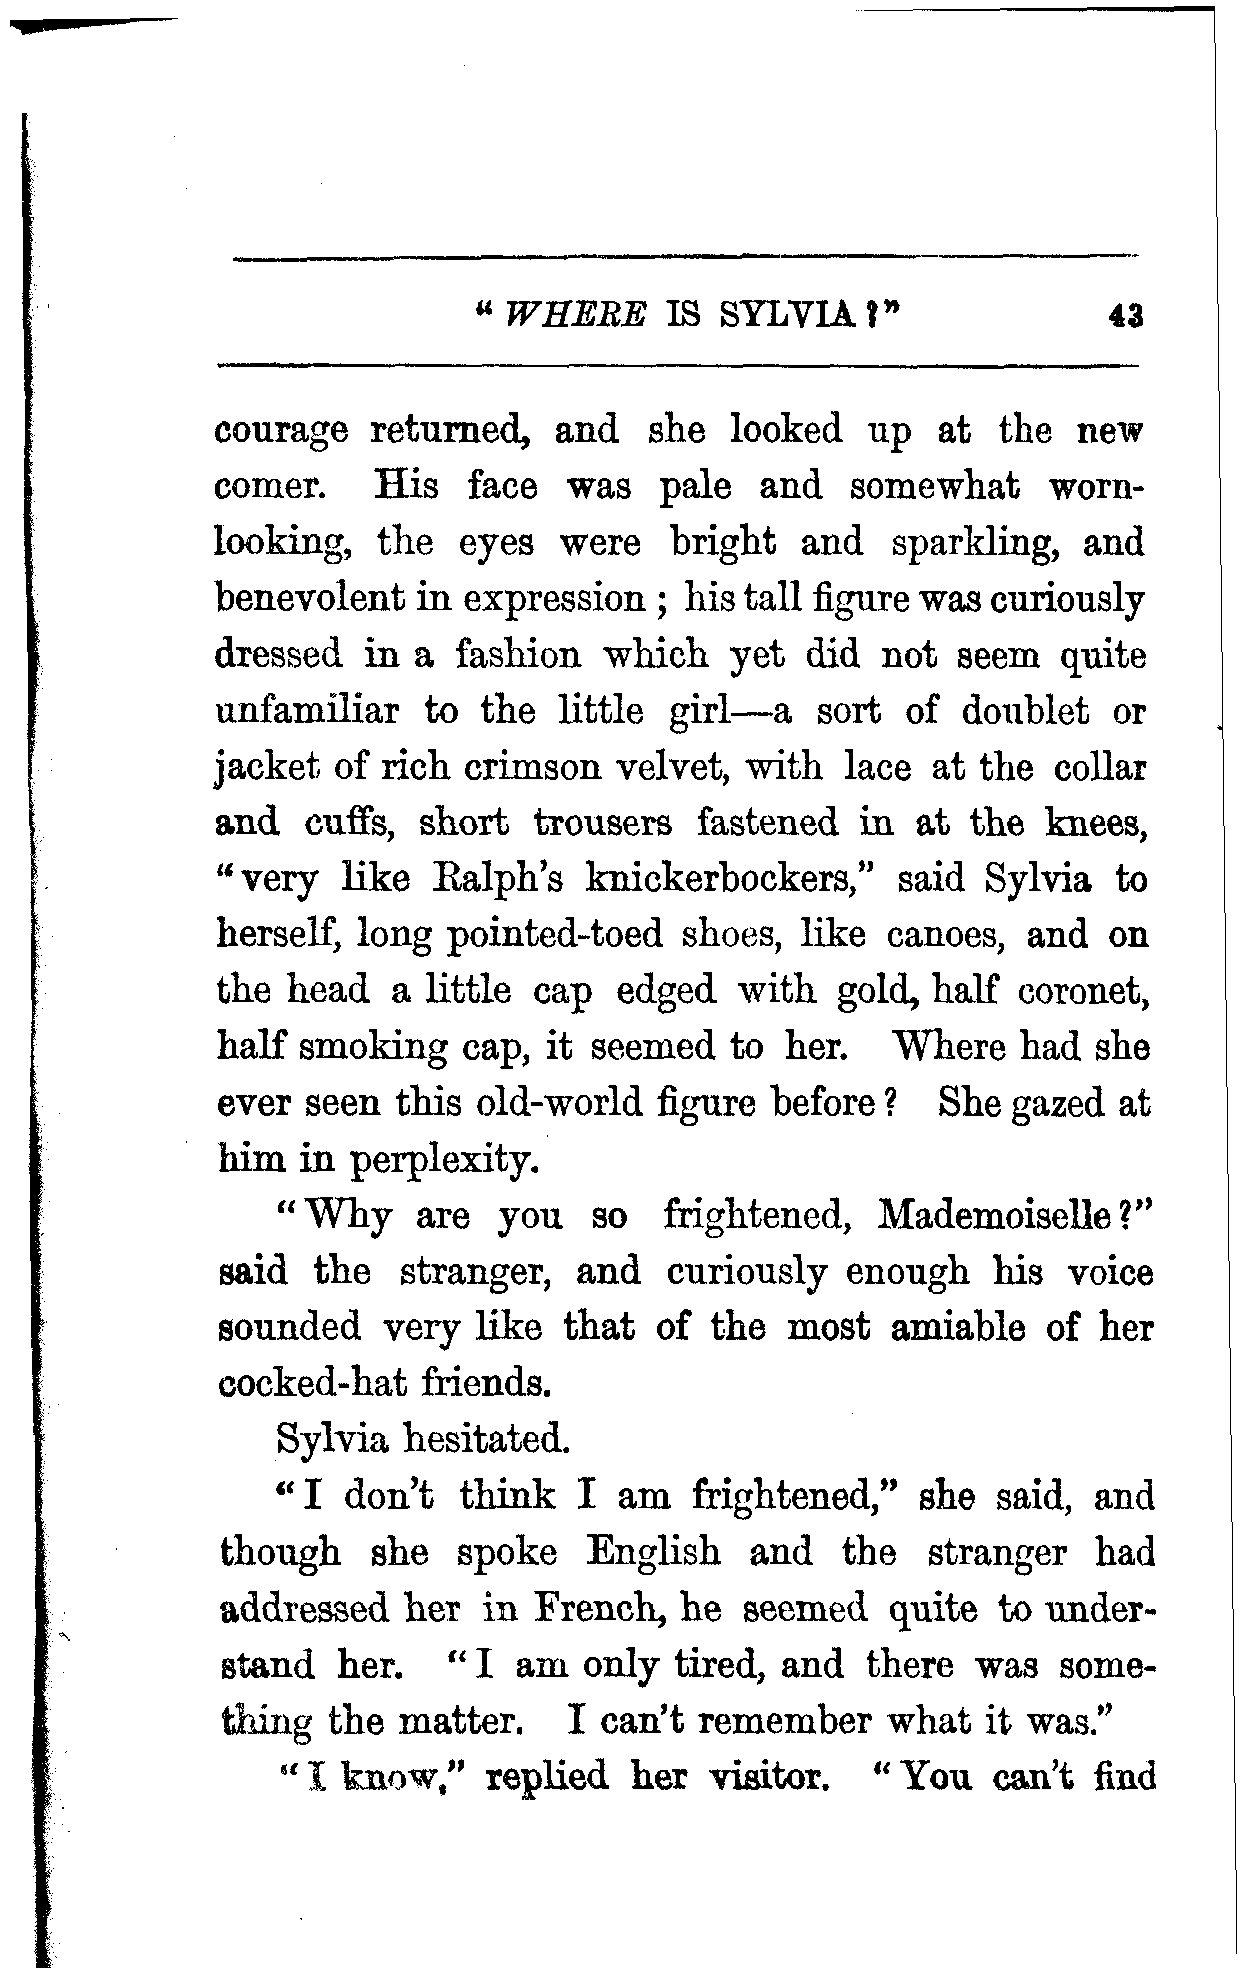 “ WHERE IS SYLVIA ?” 43
courage returned, and she looked up at the new
comer. His face was pale and somewhat worn-
looking, the eyes were bright and sparkling, and
benevolent in expression ; his tall figure was curiously
dressed in a fashion which yet did not seem quite
unfamiliar to the little girl—a sort of doublet or
jacket of rich crimson velvet, with lace at the collar
and cuffs, short trousers fastened in at the knees,
“very like Ralph’s knickerbockers,” said Sylvia to
herself, long pointed-toed shoes, like canoes, and on
the head a little cap edged with gold, half coronet,
half smoking cap, it seemed to her. Where had she
ever seen this old-world figure before ? She gazed at
him in perplexity.
“Why are you so frightened, Mademoiselle ?”
said the stranger, and curiously enough his voice
sounded very like that of the most amiable of her
cocked-hat friends.
Sylvia hesitated.
“I don’t think I am frightened,” she said, and
though she spoke English and the stranger had
addressed her in French, he seemed quite to under-
stand her. “I am only tired, and there was some-
thing the matter. I can’t remember what it was.”
“I know,” replied her visitor. “You can’t find